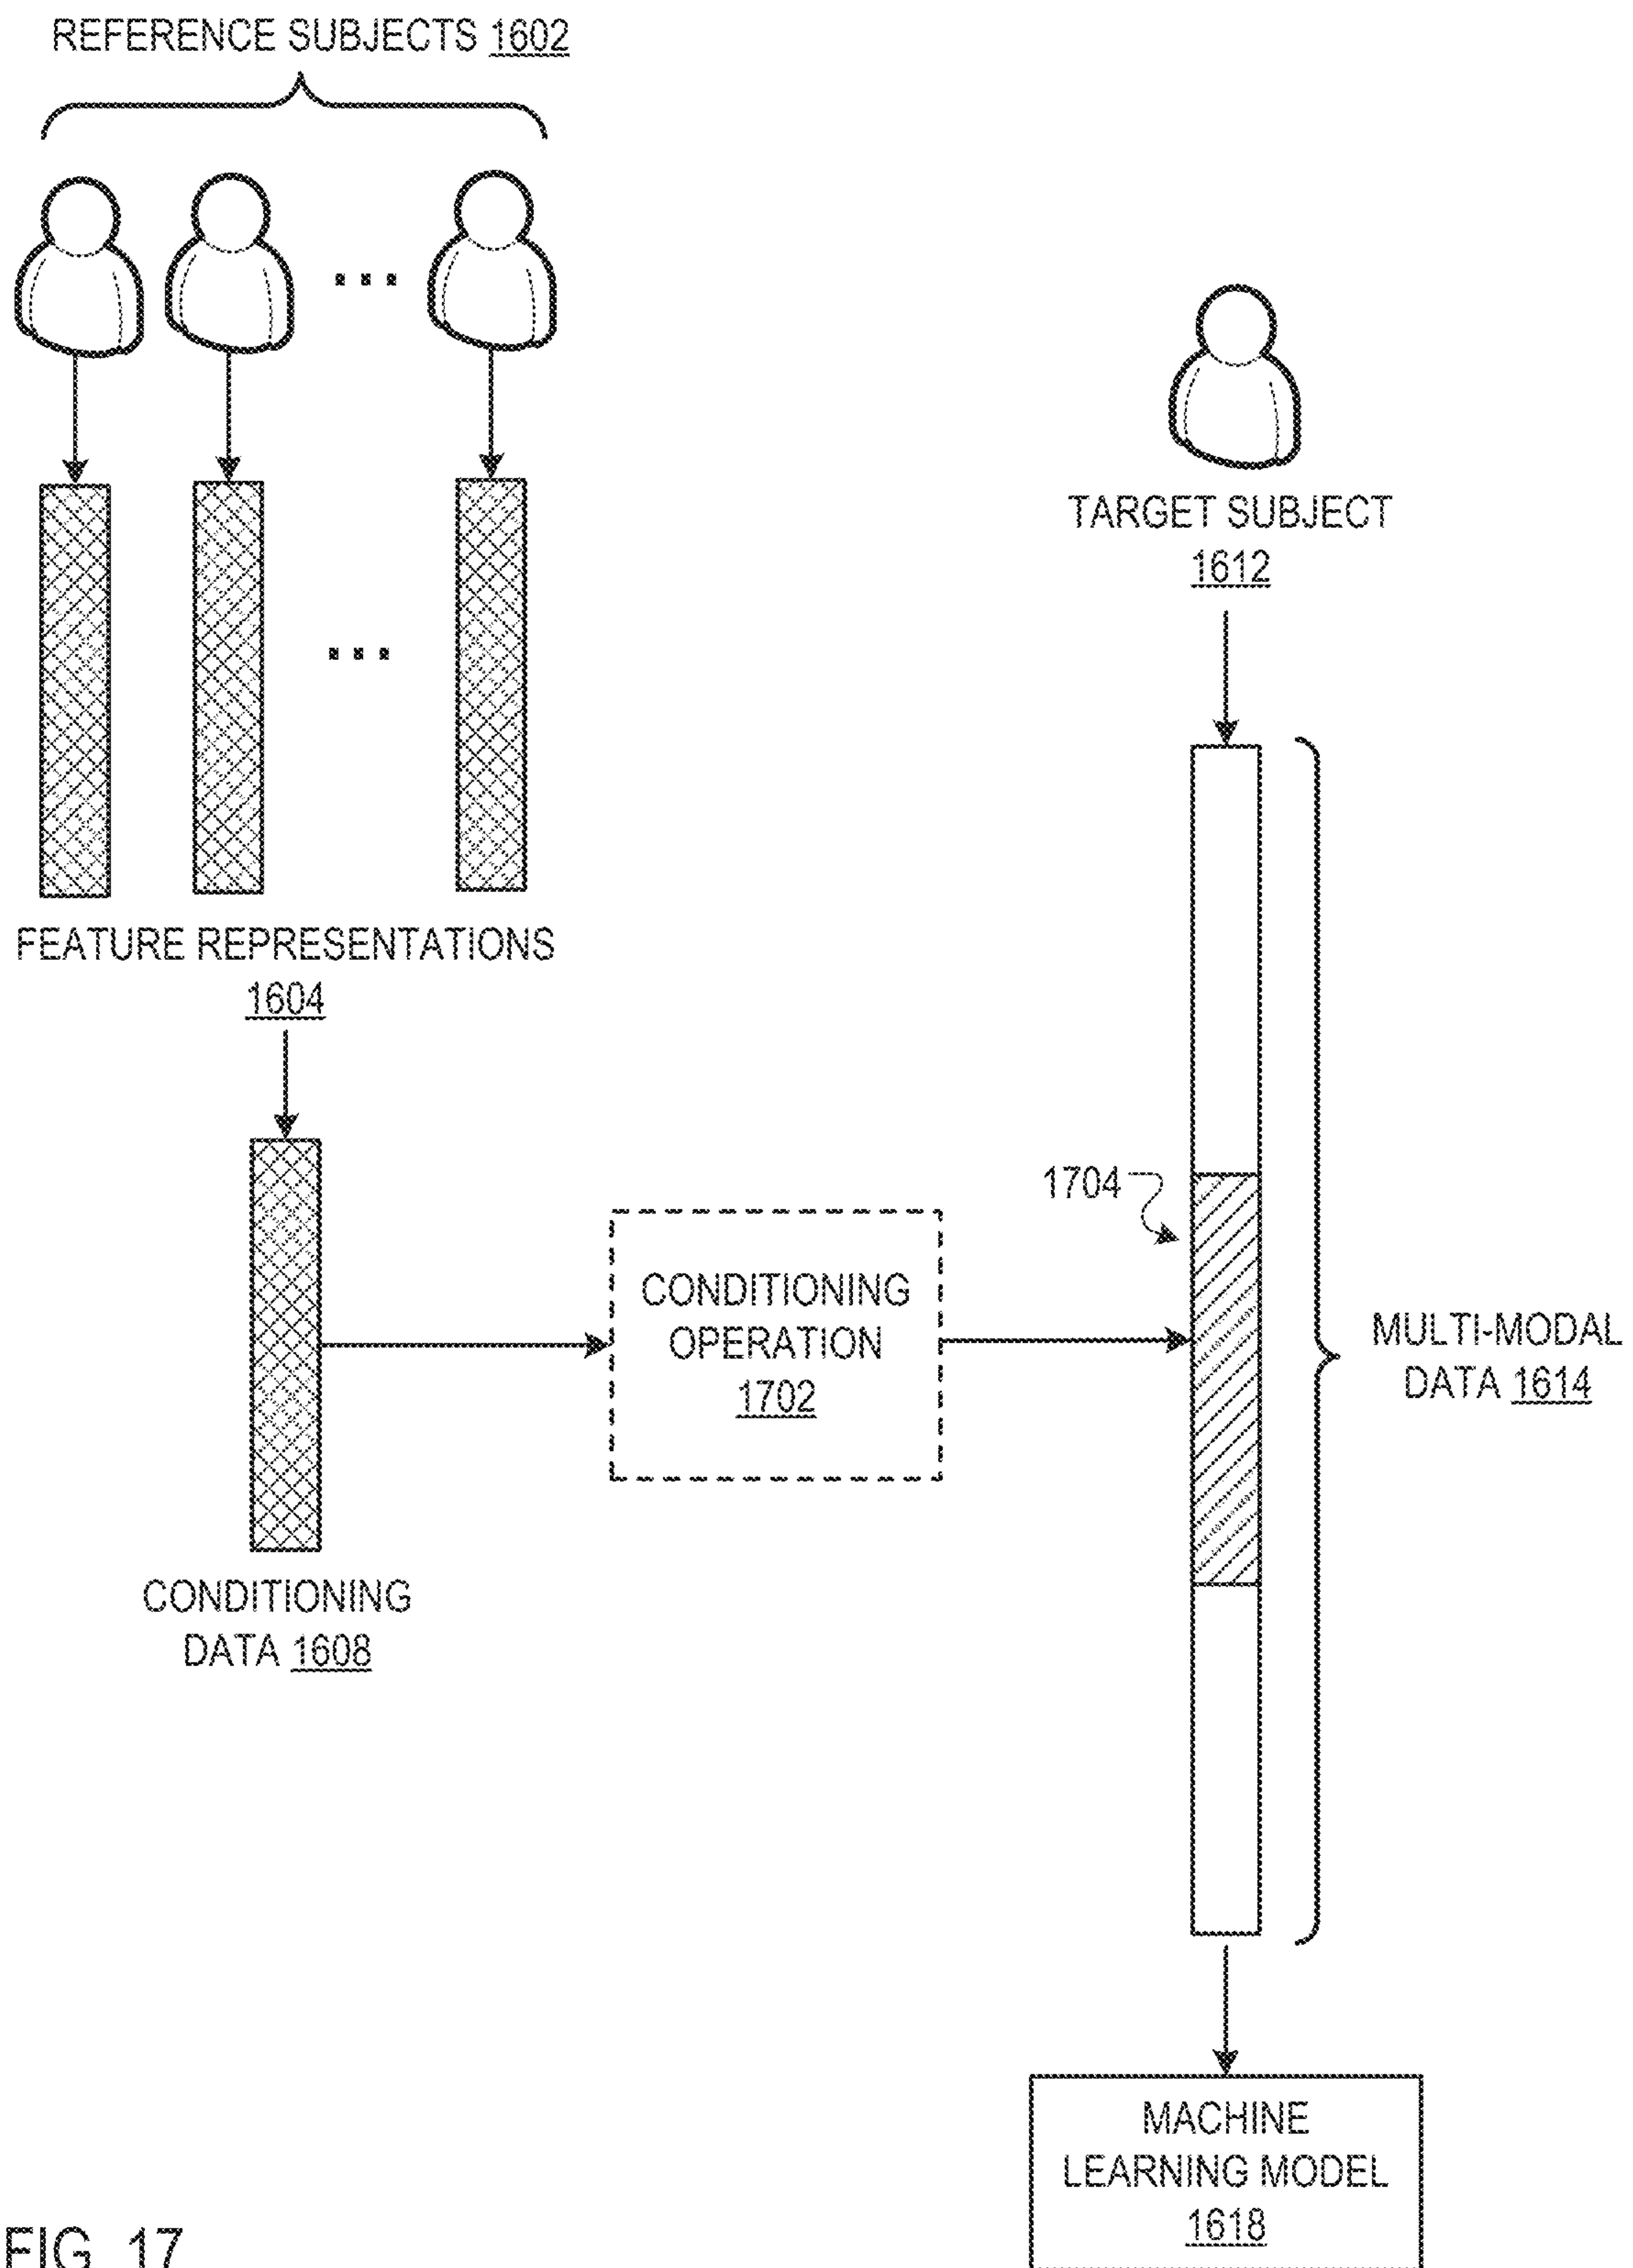 REFERENCE SUBJECTS 1602
TARGET SUBJECT
1612
FEATURE REPRESENTATIONS
1604
1704
CONDITIONING
OPERATION
1702
MULTI-MODAL
DATA 1614
CONDITIONING
DATA 1608
MACHINE
LEARNING MODEL
1618
FIG. 17